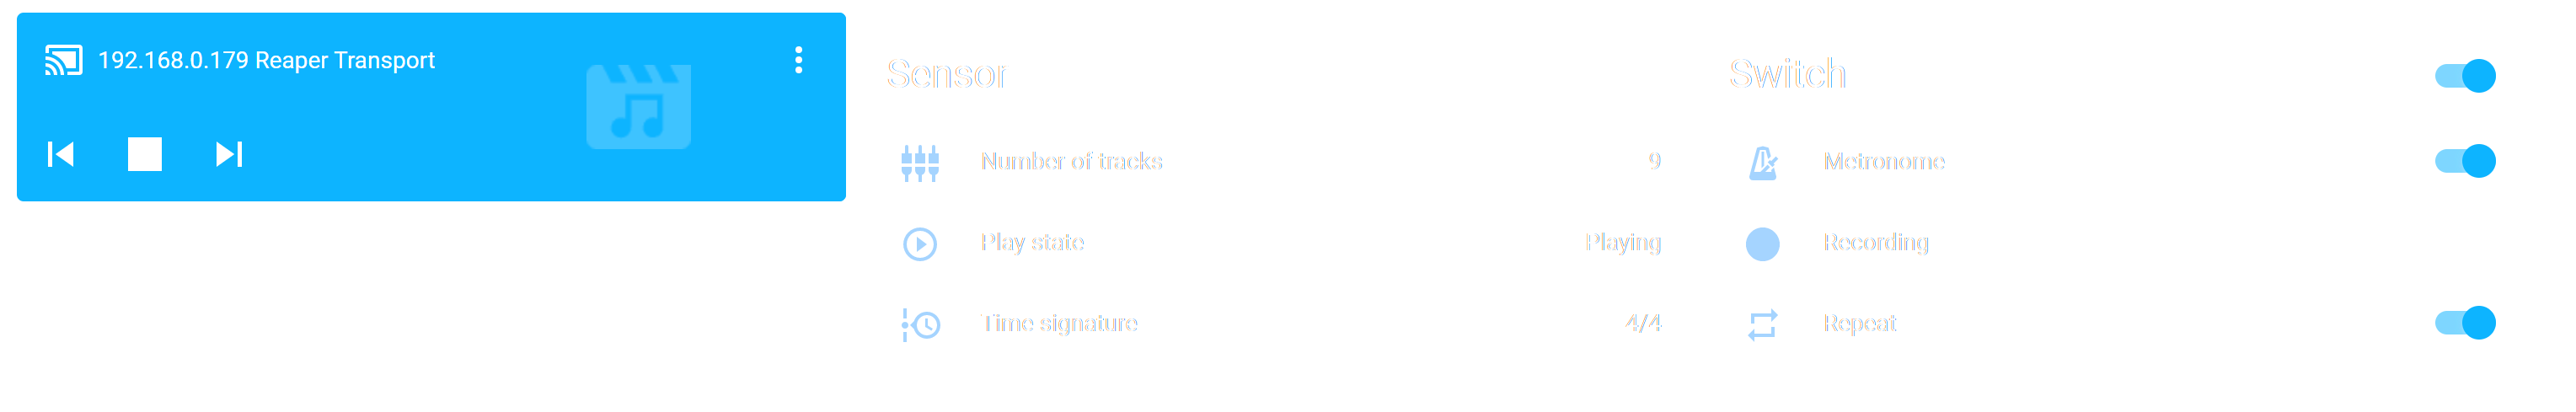 192.168.0.179 Reaper Transport
Sensor
Number of tracks 9
Play state Playing
Time signature 4/4
Switch
Metronome
Recording
Repeat